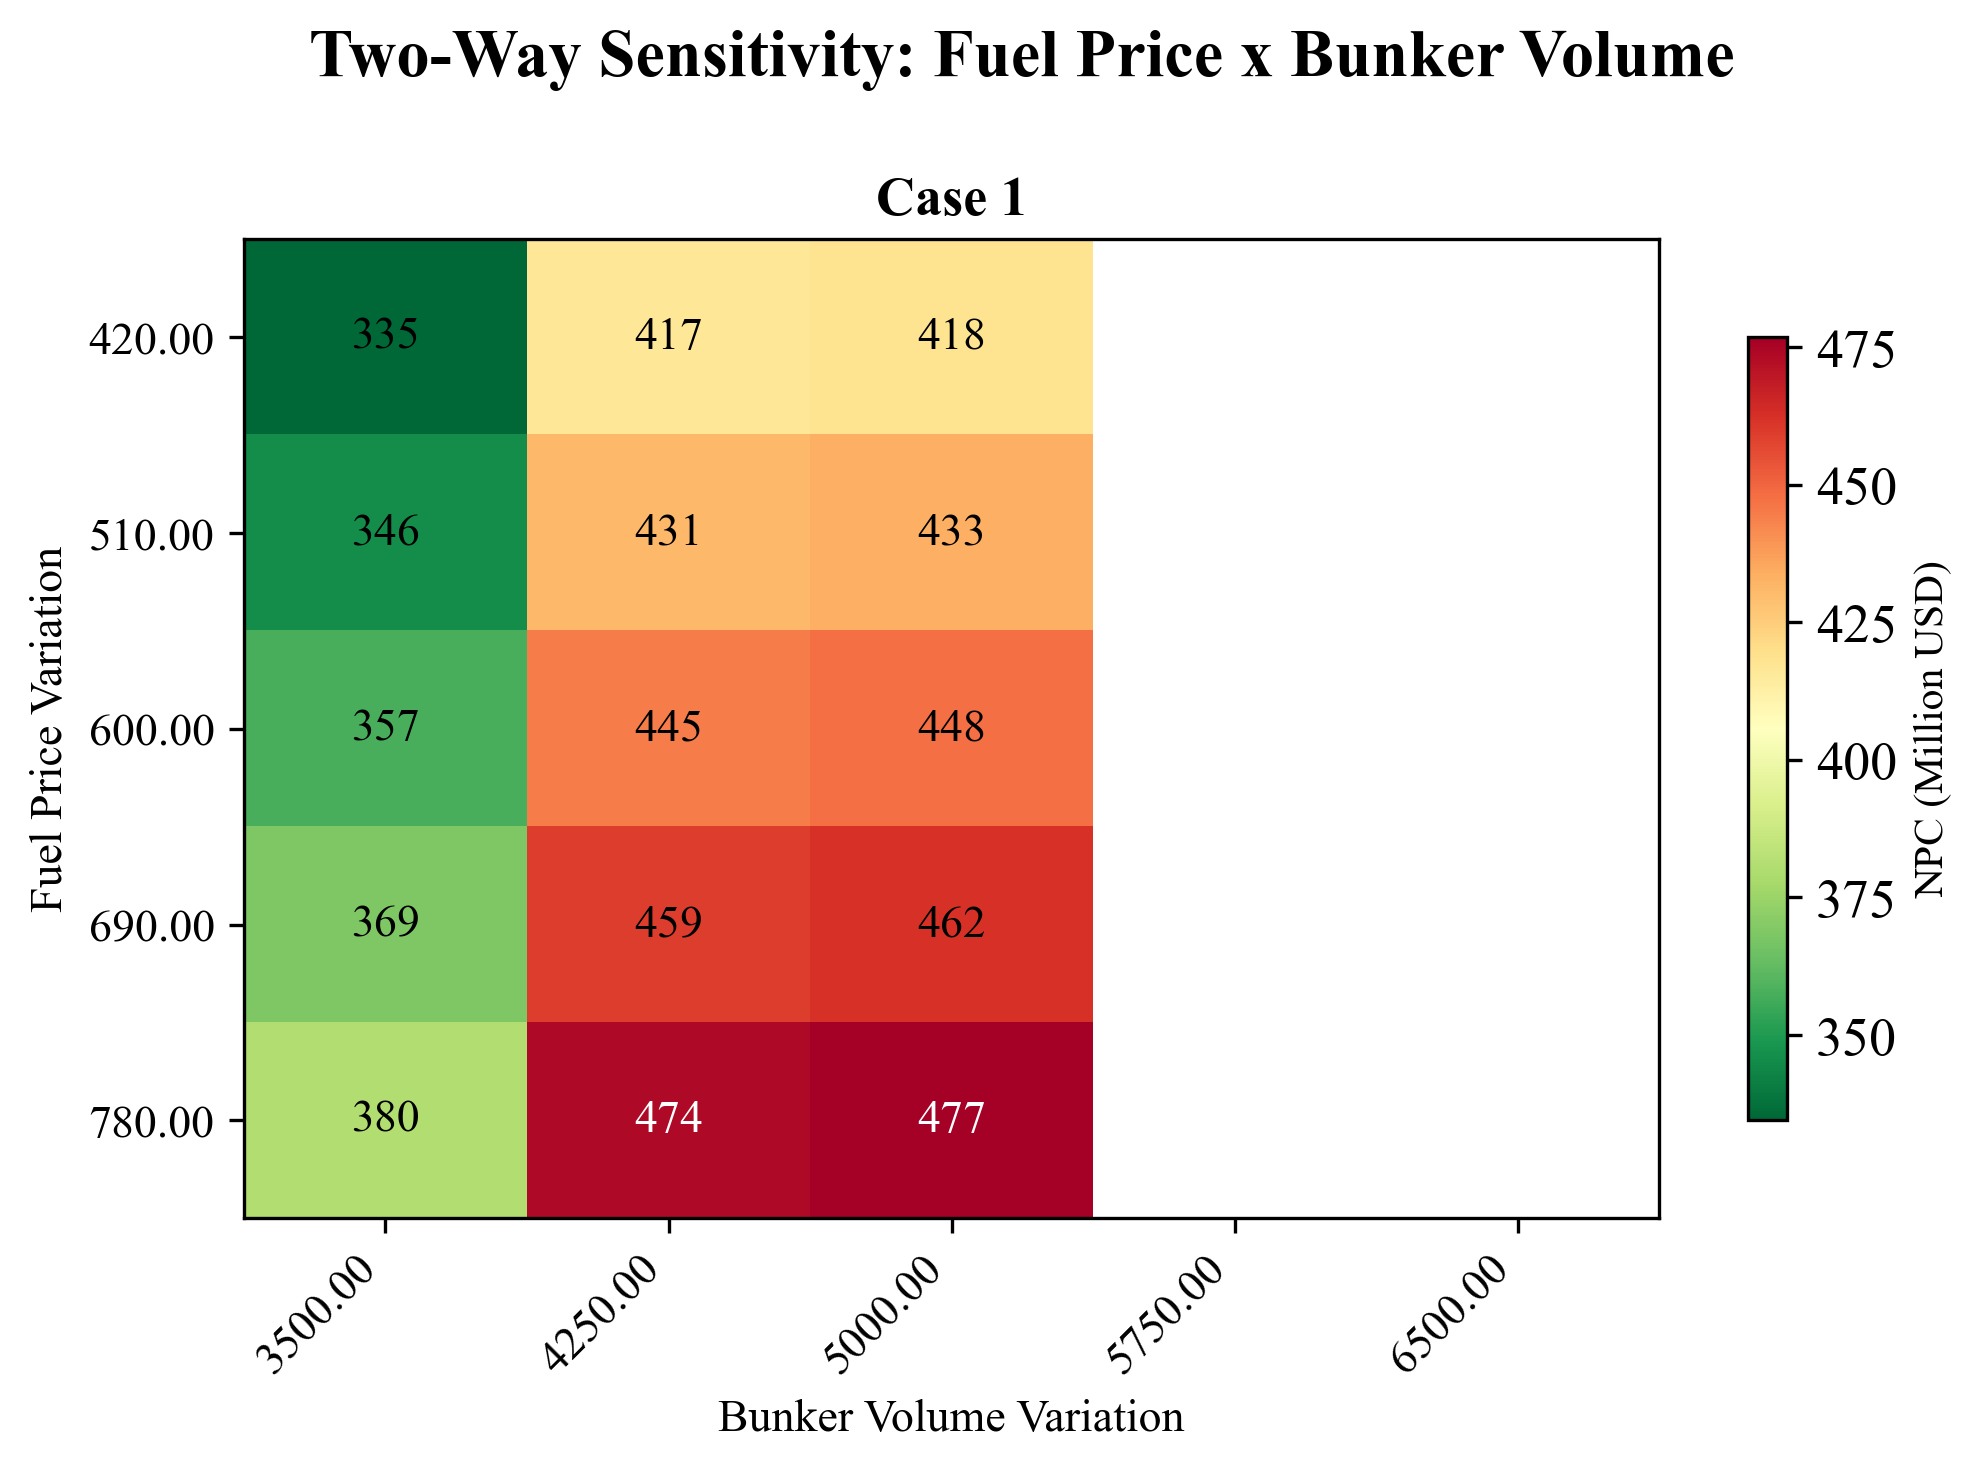 Two-Way Sensitivity: Fuel Price x Bunker Volume
Case 1
420.00 335 417 418
510.00 346 431 433
600.00 357 445 448
690.00 369 459 462
780.00 380 474 477
3500.00 4250.00 5000.00 5750.00 6500.00
Bunker Volume Variation
Fuel Price Variation
475
450
425
400
375
350
NPC (Million USD)